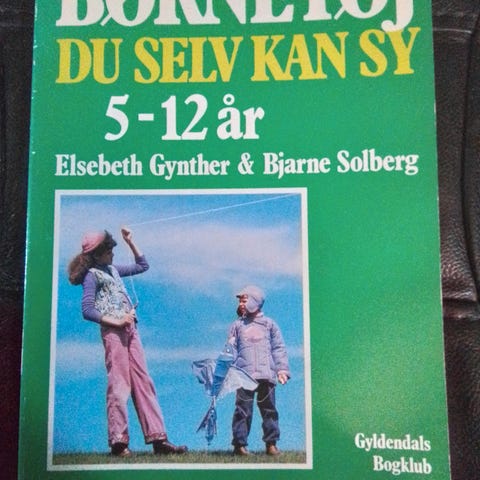 BØRNETØJ
DU SELV KAN SY
5-12 år
Elsebeth Gynther & Bjarne Solberg
Gyldendals
Bogklub